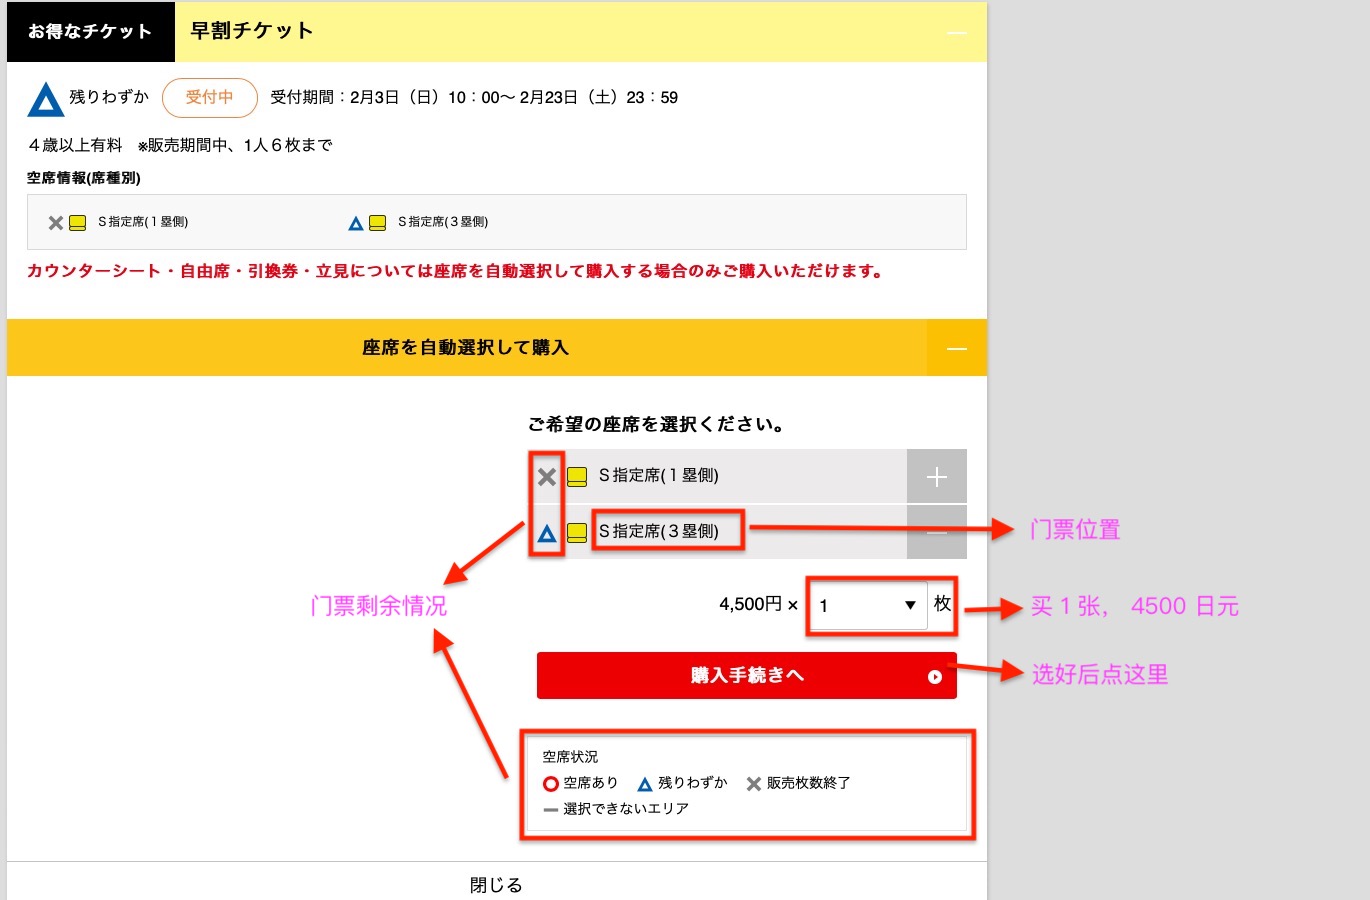 お得なチケット 早割チケット
残りわずか 受付中 受付期間：2月3日（日）10：00〜 2月23日（土）23：59
４歳以上有料　※販売期間中、1人６枚まで
空席情報(席種別)
Ｓ指定席(１塁側) Ｓ指定席(３塁側)
カウンターシート・自由席・引換券・立見については座席を自動選択して購入する場合のみご購入いただけます。
座席を自動選択して購入
ご希望の座席を選択ください。
Ｓ指定席(１塁側)
Ｓ指定席(３塁側)
门票位置
门票剩余情况
4,500円 × 1 ▼ 枚
买 1 张， 4500 日元
購入手続きへ
选好后点这里
空席状況
空席あり 残りわずか 販売枚数終了
選択できないエリア
閉じる